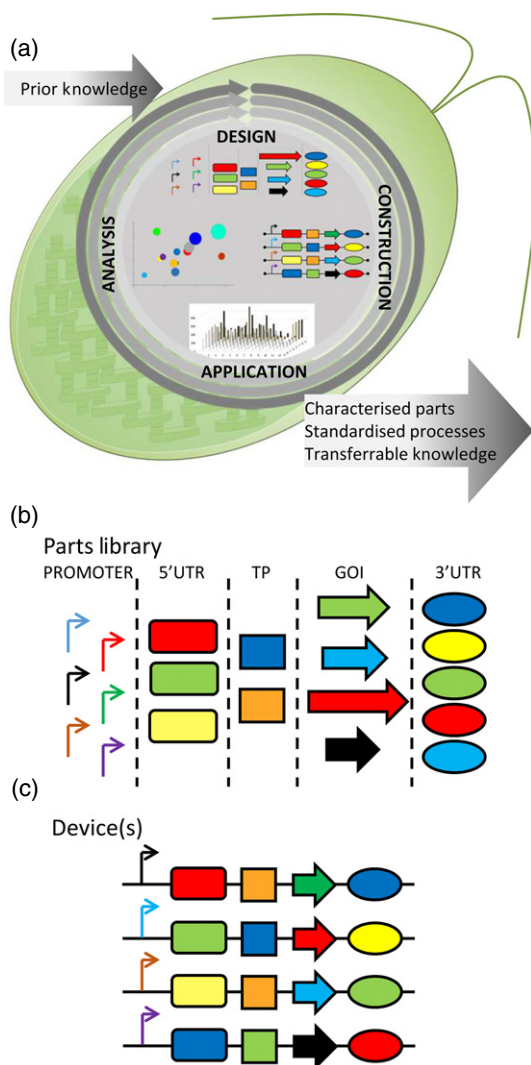 (a)
Prior knowledge
DESIGN
CONSTRUCTION
ANALYSIS
APPLICATION
Characterised parts
Standardised processes
Transferrable knowledge
(b)
Parts library
PROMOTER 5'UTR TP GOI 3'UTR
(c)
Device(s)